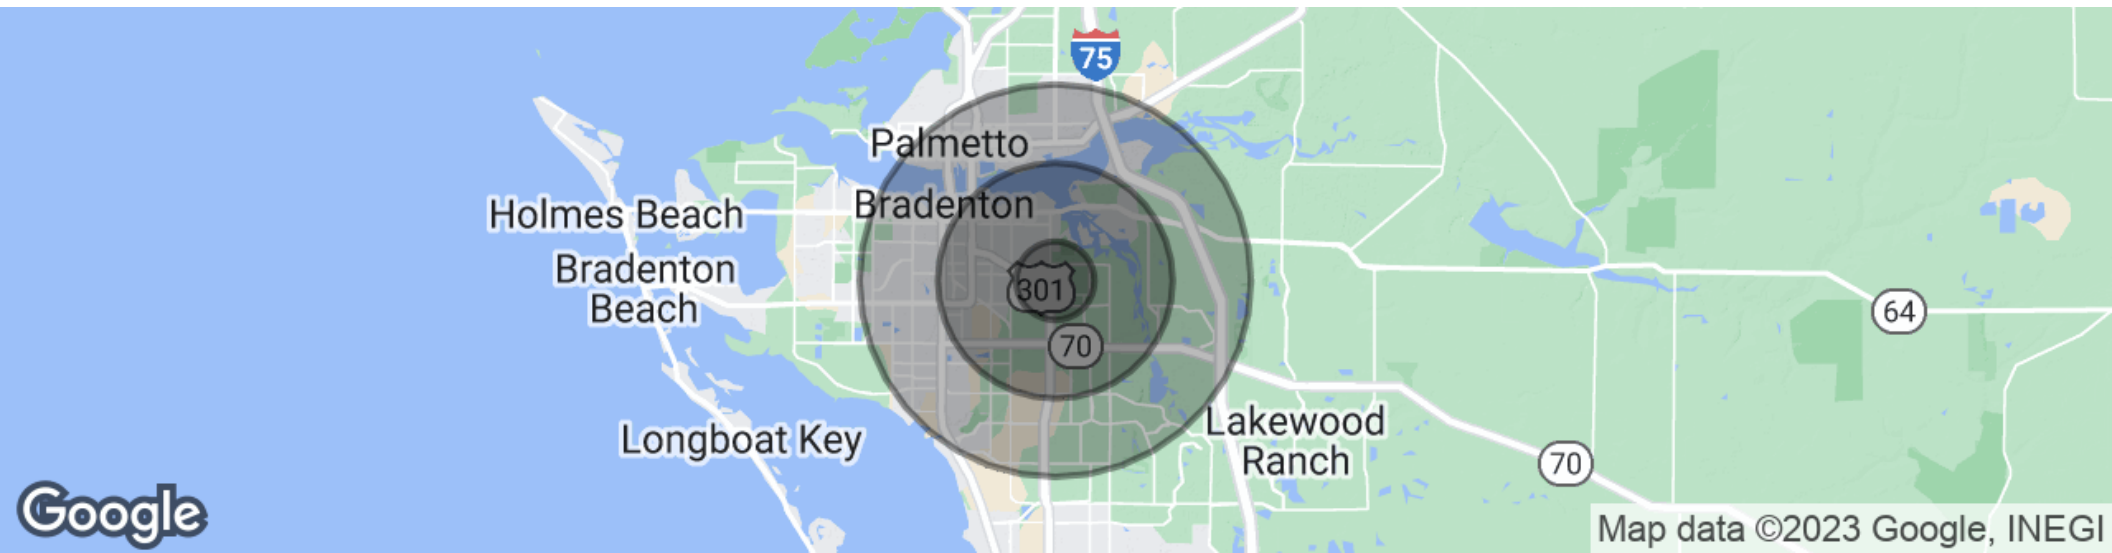 75
Palmetto
Bradenton
Holmes Beach
Bradenton
Beach
301
64
70
Lakewood
Ranch
Longboat Key
70
Google
Map data ©2023 Google, INEGI